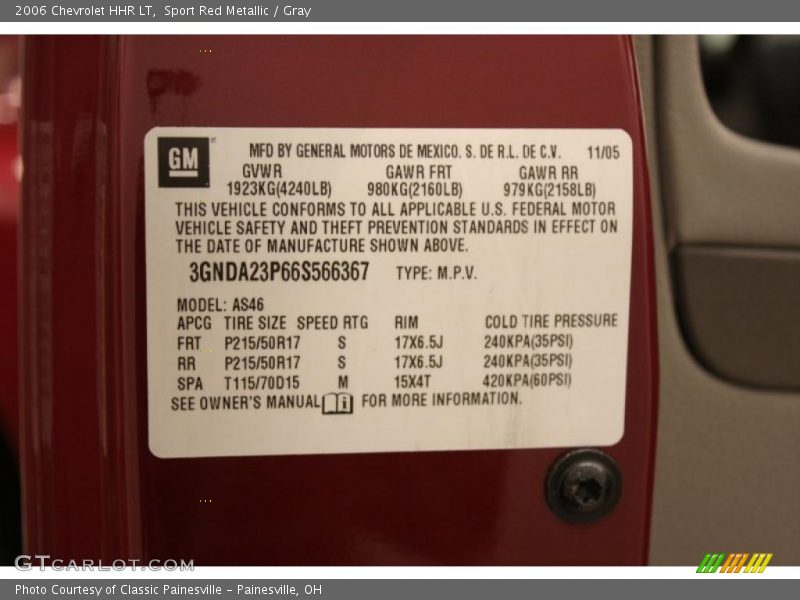 2006 Chevrolet HHR LT, Sport Red Metallic / Gray
GM MFD BY GENERAL MOTORS DE MEXICO. S. DE R.L. DE C.V. 11/05
GVWR GAWR FRT GAWR RR
1923KG(4240LB) 980KG(2160LB) 979KG(2158LB)
THIS VEHICLE CONFORMS TO ALL APPLICABLE U.S. FEDERAL MOTOR
VEHICLE SAFETY AND THEFT PREVENTION STANDARDS IN EFFECT ON
THE DATE OF MANUFACTURE SHOWN ABOVE.
3GNDA23P66S566367 TYPE: M.P.V.
MODEL: AS46
APCG TIRE SIZE SPEED RTG RIM COLD TIRE PRESSURE
FRT P215/50R17 S 17X6.5J 240KPA(35PSI)
RR P215/50R17 S 17X6.5J 240KPA(35PSI)
SPA T115/70D15 M 15X4T 420KPA(60PSI)
SEE OWNER'S MANUAL i FOR MORE INFORMATION.
GTCARLOT.COM
Photo Courtesy of Classic Painesville - Painesville, OH